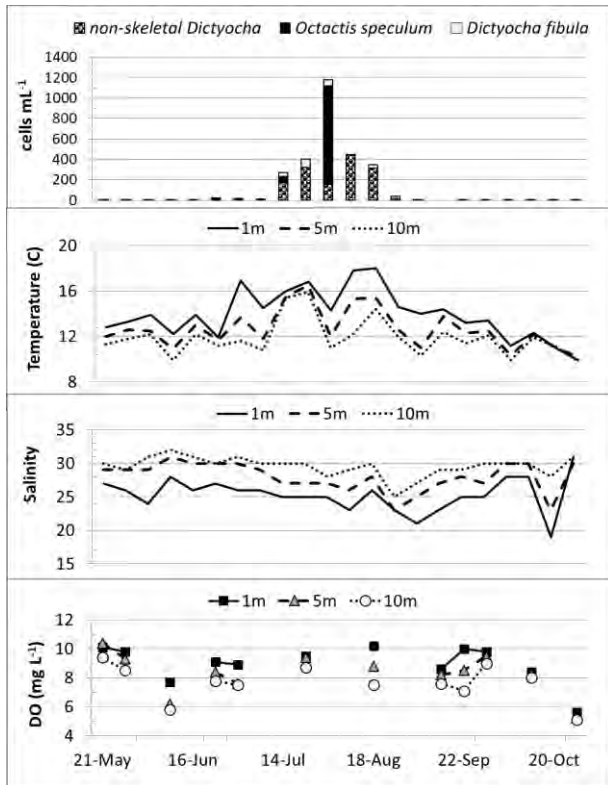 non-skeletal Dictyocha Octactis speculum Dictyocha fibula
cells mL-1
1400
1200
1000
800
600
400
200
0
1m 5m 10m
Temperature (C)
20
16
12
8
1m 5m 10m
Salinity
35
30
25
20
15
1m 5m 10m
DO (mg L-1)
12
10
8
6
4
21-May 16-Jun 14-Jul 18-Aug 22-Sep 20-Oct